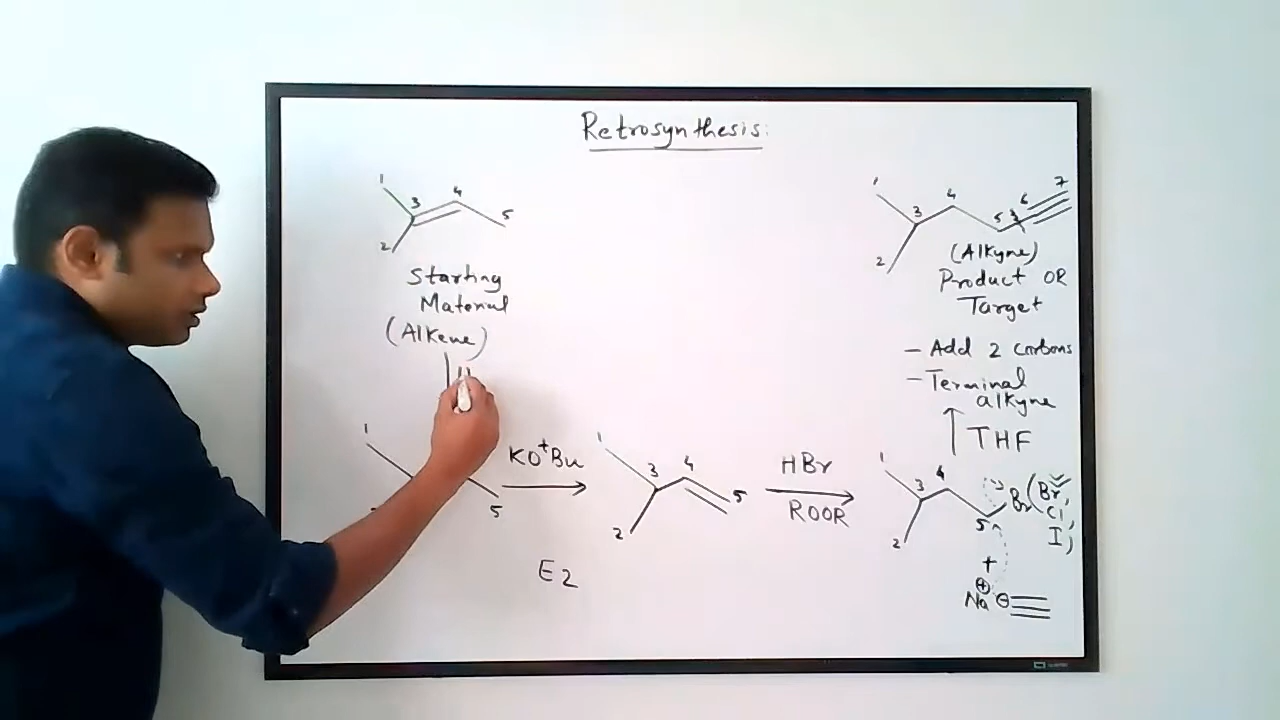 Retrosynthesis:
1
2
3
4
5
Starting
Material
(Alkene)
1
2
3
4
5
6
7
(Alkyne)
Product OR
Target
- Add 2 carbons
- Terminal
alkyne
THF
1
5
KO⁺Bu
E2
1
2
3
4
5
HBr
ROOR
1
2
3
4
5
Br(Br,
Cl,
I)
+
Na⊕ ⊖